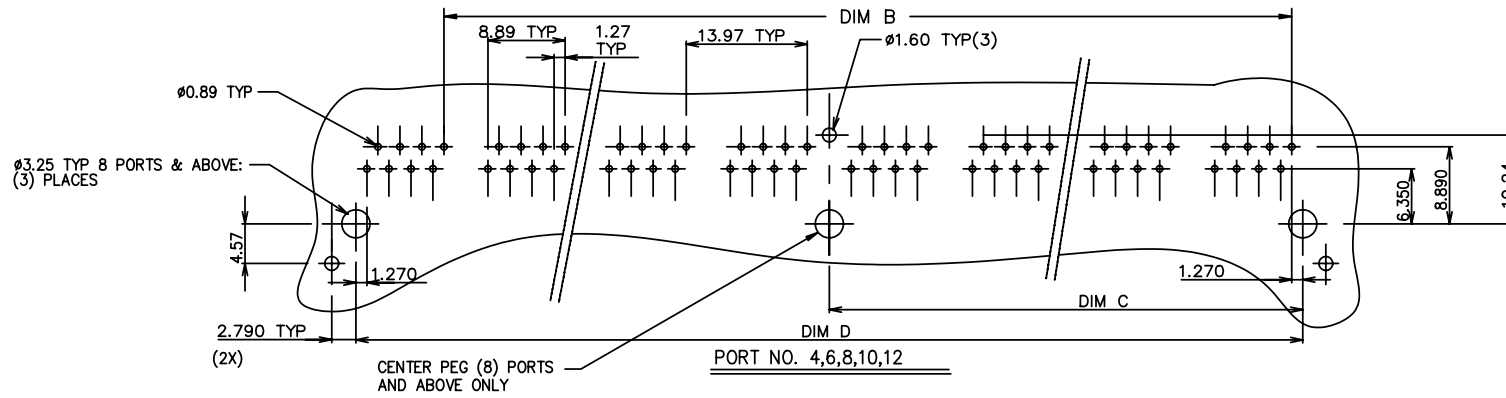 DIM B
8.89 TYP
1.27
TYP
13.97 TYP
ø1.60 TYP(3)
ø0.89 TYP
ø3.25 TYP 8 PORTS & ABOVE:
(3) PLACES
4.57
1.270
2.790 TYP
(2X)
6.350
8.890
1.270
DIM C
DIM D
CENTER PEG (8) PORTS
AND ABOVE ONLY
PORT NO. 4,6,8,10,12